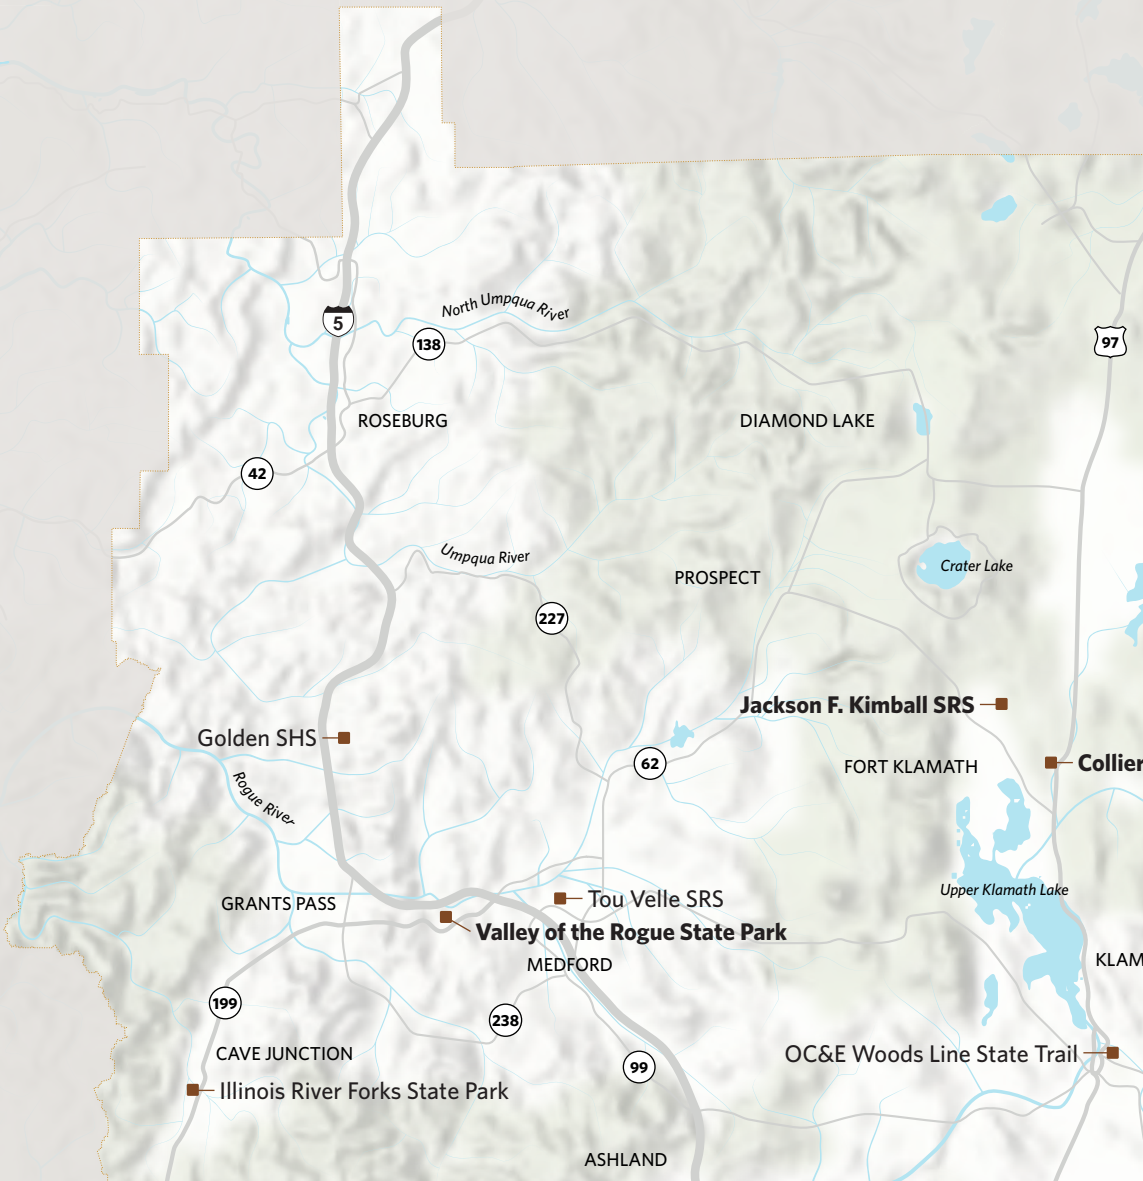 North Umpqua River
5
138
97
ROSEBURG
DIAMOND LAKE
42
Umpqua River
Crater Lake
PROSPECT
227
Jackson F. Kimball SRS
Golden SHS
62
FORT KLAMATH
Collier
Rogue River
Upper Klamath Lake
GRANTS PASS
Tou Velle SRS
Valley of the Rogue State Park
MEDFORD
KLAM
199
238
CAVE JUNCTION
OC&E Woods Line State Trail
99
Illinois River Forks State Park
ASHLAND